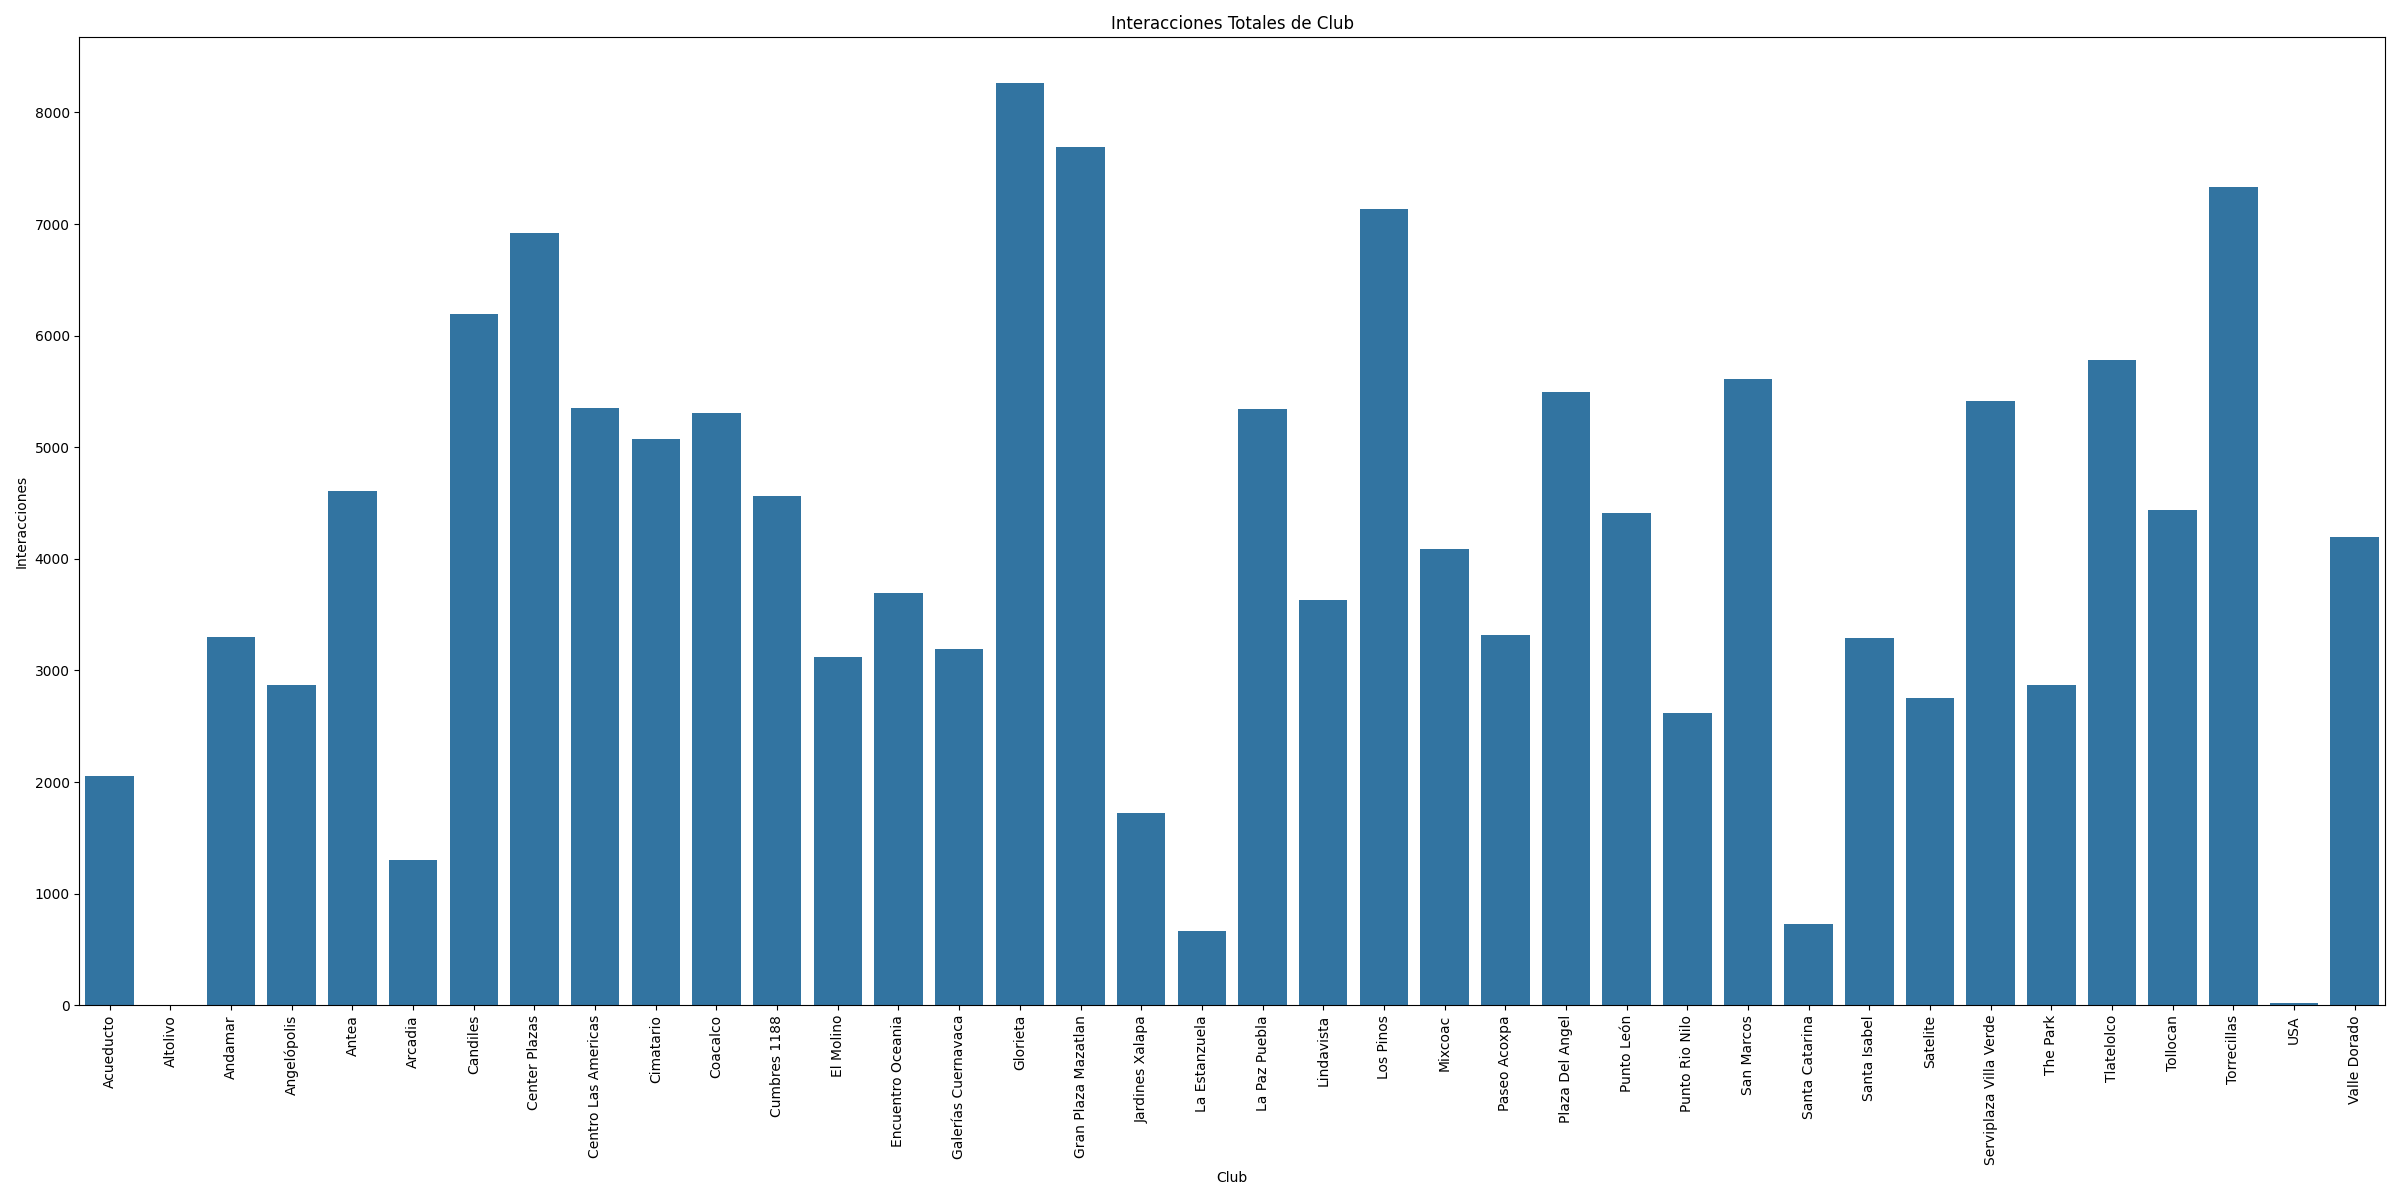 Interacciones Totales de Club
Interacciones
8000
7000
6000
5000
4000
3000
2000
1000
0
Acueducto
Altolivo
Andamar
Angelópolis
Antea
Arcadia
Candiles
Center Plazas
Centro Las Americas
Cimatario
Coacalco
Cumbres 1188
El Molino
Encuentro Oceania
Galerías Cuernavaca
Glorieta
Gran Plaza Mazatlan
Jardines Xalapa
La Estanzuela
La Paz Puebla
Lindavista
Los Pinos
Mixcoac
Paseo Acoxpa
Plaza Del Angel
Punto León
Punto Rio Nilo
San Marcos
Santa Catarina
Santa Isabel
Satelite
Serviplaza Villa Verde
The Park
Tlatelolco
Tollocan
Torrecillas
USA
Valle Dorado
Club